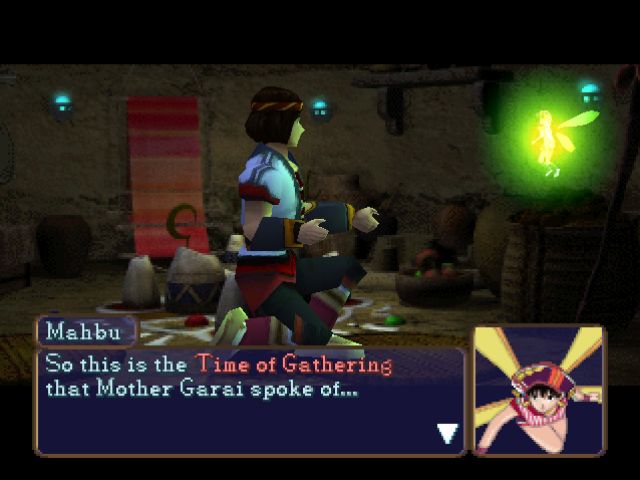 Mahbu
So this is the Time of Gathering
that Mother Garai spoke of...